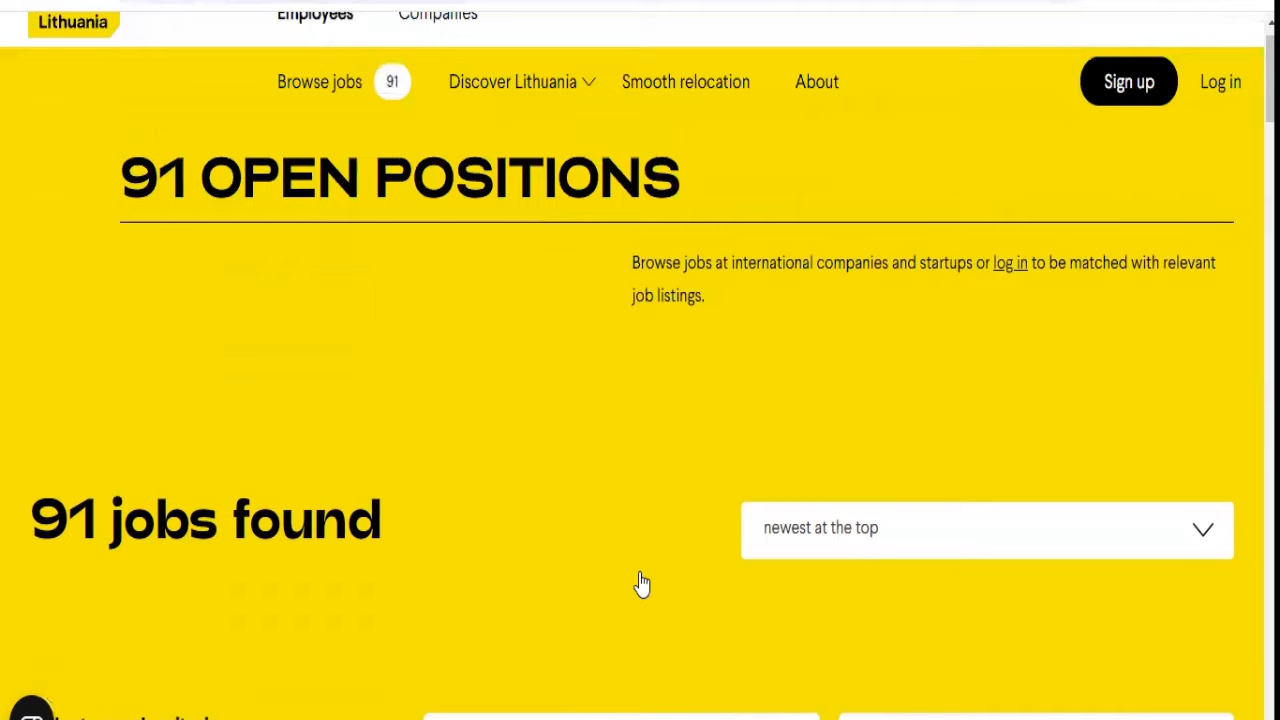 Lithuania
Employees Companies
Browse jobs 91 Discover Lithuania Smooth relocation About Sign up Log in
91 OPEN POSITIONS
Browse jobs at international companies and startups or log in to be matched with relevant
job listings.
91 jobs found
newest at the top